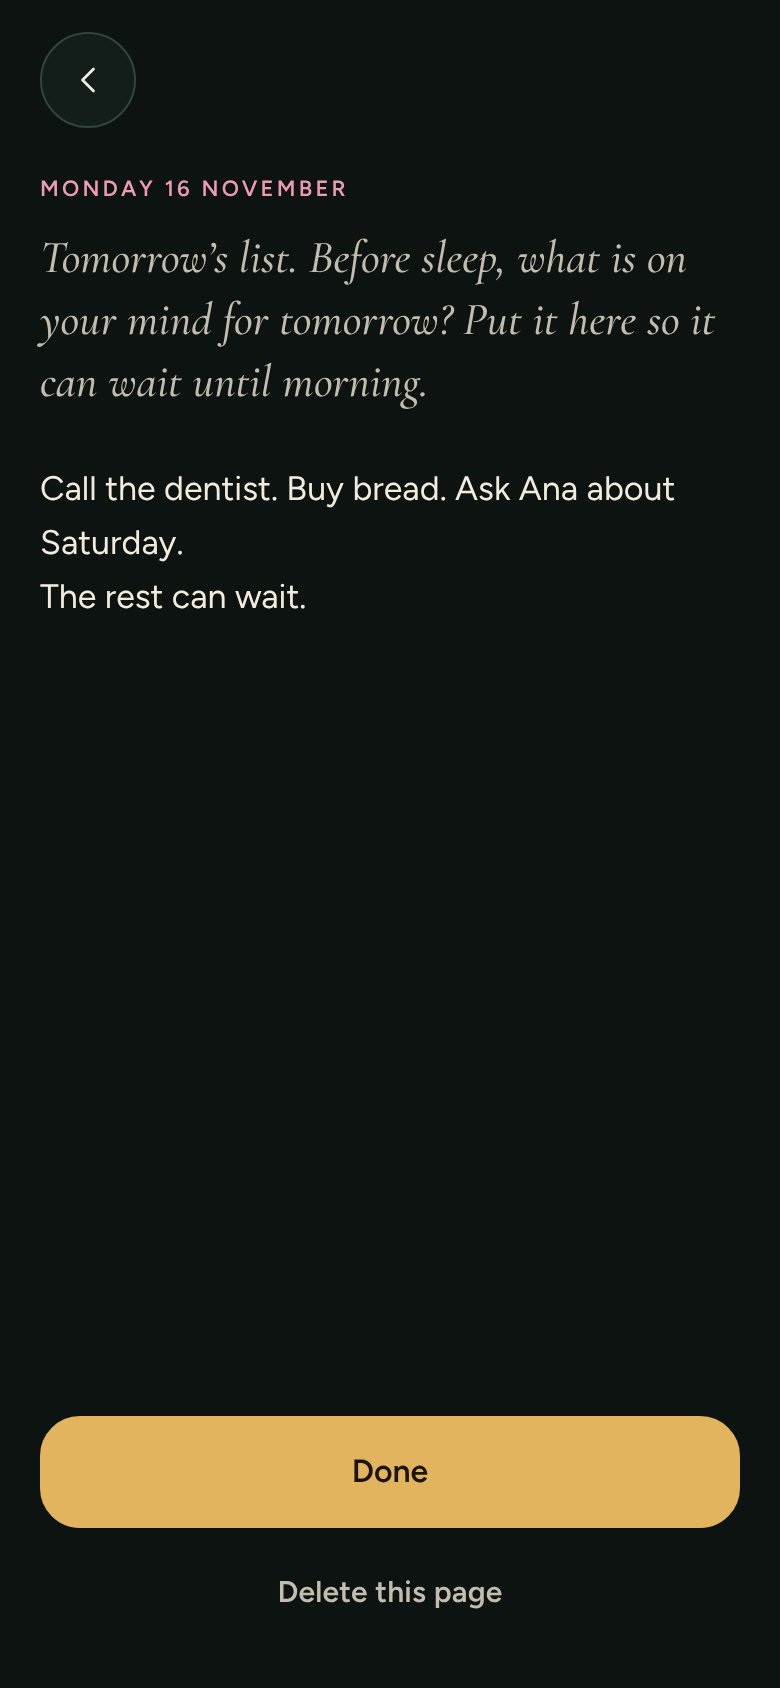 MONDAY 16 NOVEMBER
Tomorrow’s list. Before sleep, what is on
your mind for tomorrow? Put it here so it
can wait until morning.
Call the dentist. Buy bread. Ask Ana about
Saturday.
The rest can wait.
Done
Delete this page